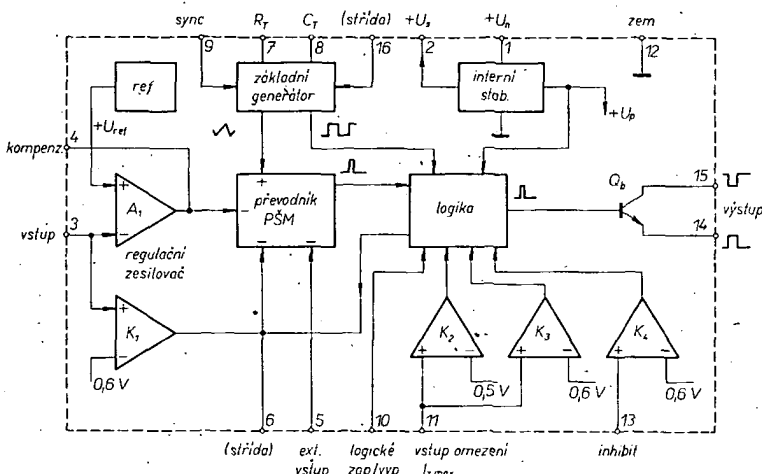 sync R_T C_T (střída) +U_s +U_n zem
9 7 8 16 2 1 12
ref
základní
generátor
interní
stab.
+U_ref
+U_p
4
kompenz.
15
převodník
PŠM
logika
Q_b
výstup
14
+ A_1 −
3
vstup
regulační
zesilovač
+ K_1 −
0,6 V
+ K_2 −
0,5 V
+ K_3 −
0,6 V
+ K_4 −
0,6 V
6 5 10 11 13
(střída) ext. logické vstup omezení inhibit
vstup zap/vyp I_z max